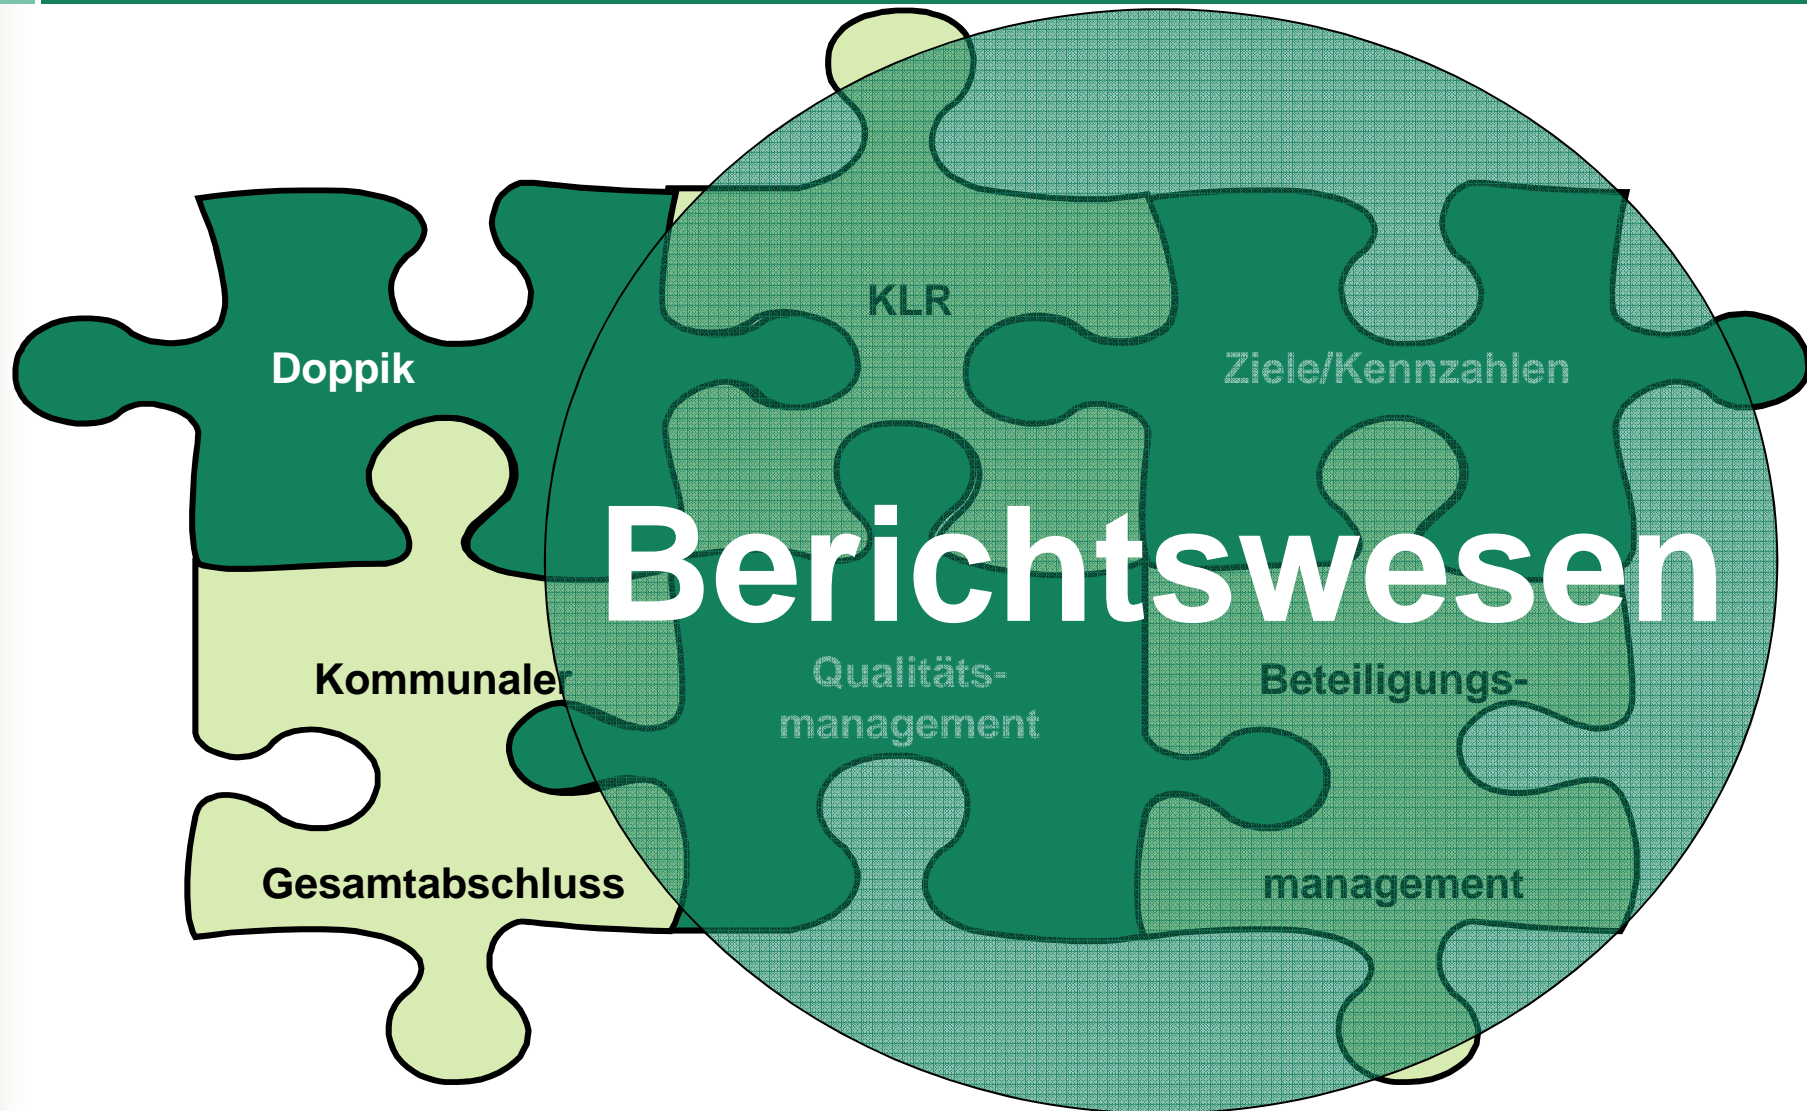 KLR
Doppik
Ziele/Kennzahlen
Berichtswesen
Kommunaler
Gesamtabschluss
Qualitäts-
management
Beteiligungs-
management